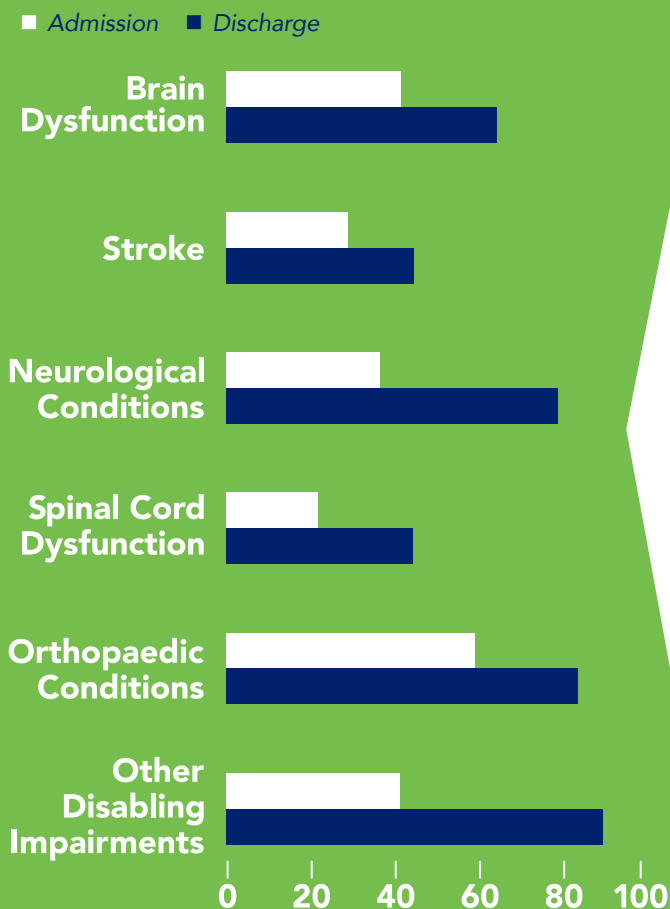 Admission Discharge
Brain
Dysfunction
Stroke
Neurological
Conditions
Spinal Cord
Dysfunction
Orthopaedic
Conditions
Other
Disabling
Impairments
0 20 40 60 80 100